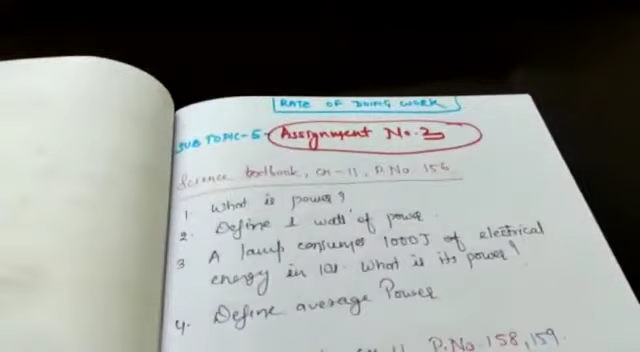 RATE OF DOING WORK
SUB TOPIC-5- Assignment No.3
Science textbook, CH-11, P.No. 156
1. What is power?
2. Define 1 watt of power.
3 A lamp consumes 1000J of electrical
energy in 10s. What is its power?
4. Define average Power
CH-11 P.No.158,159.